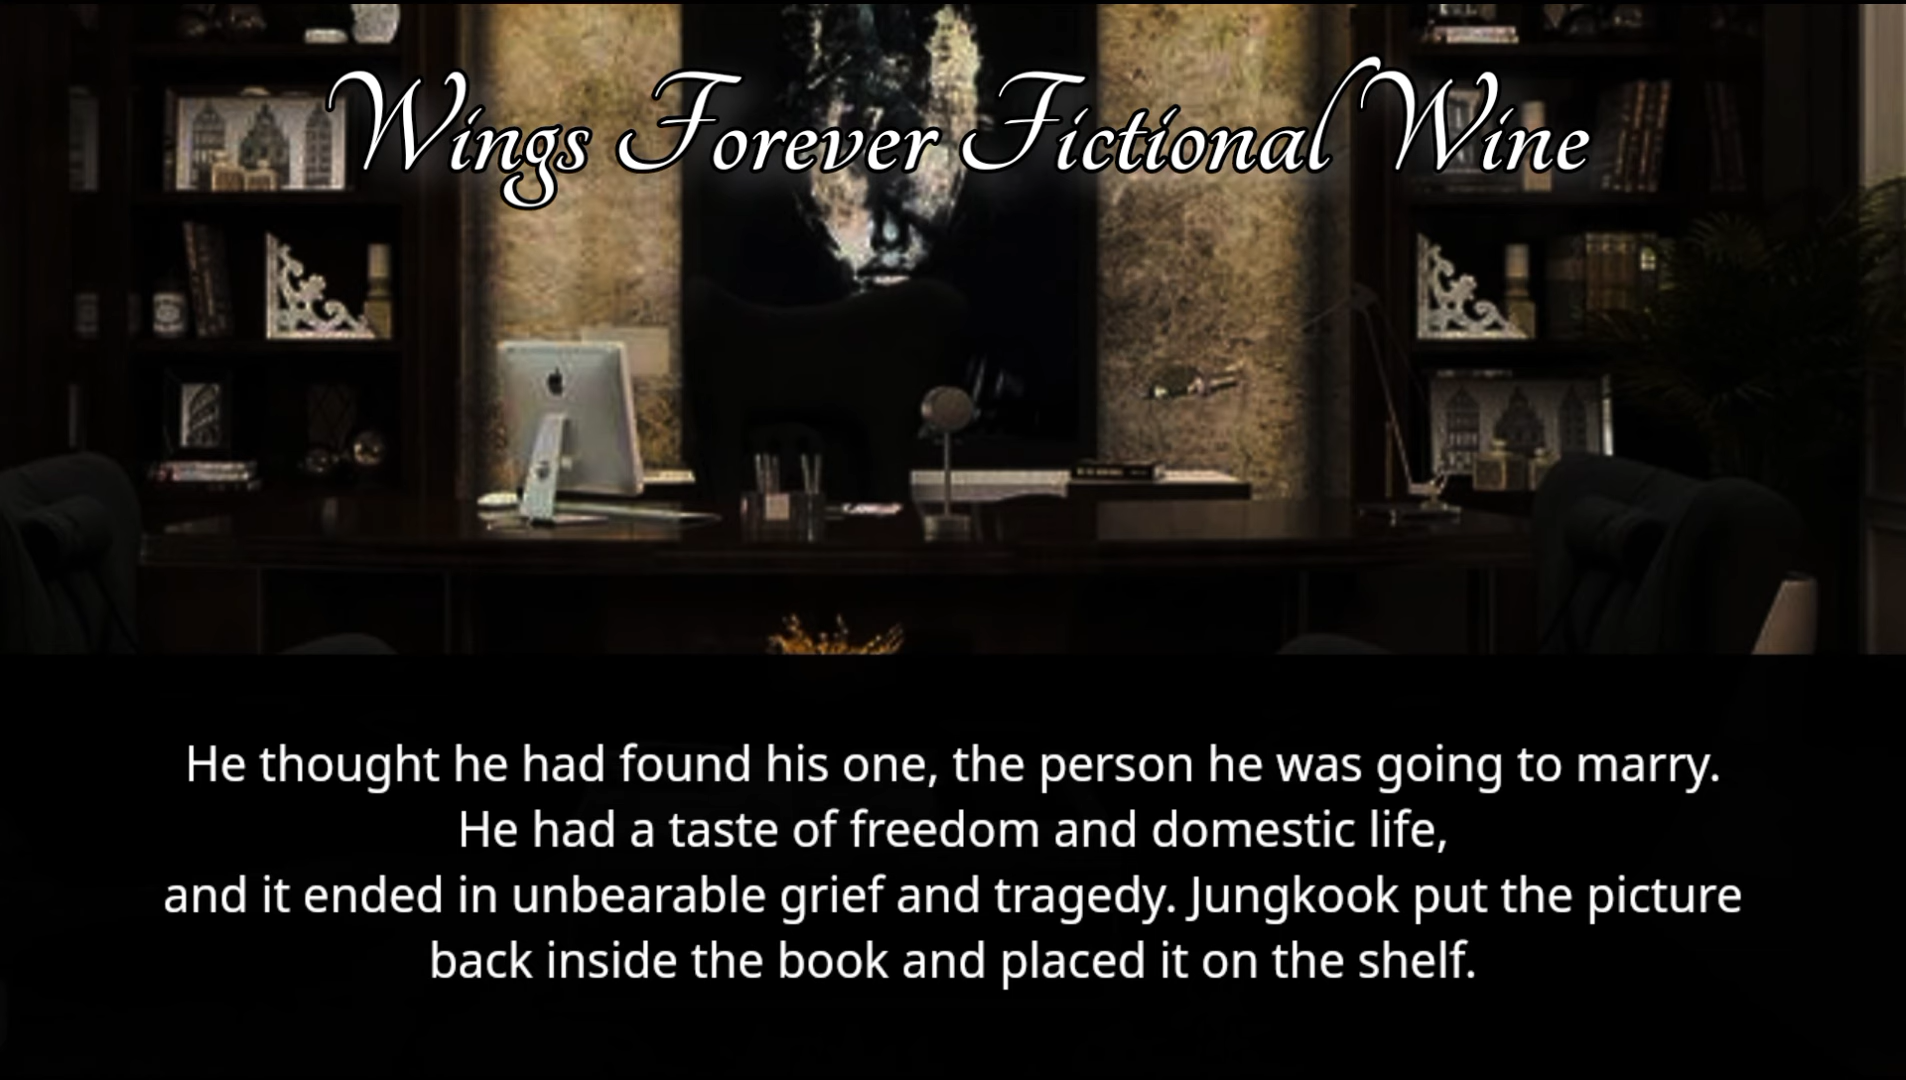 Wings Forever Fictional Wine
He thought he had found his one, the person he was going to marry.
He had a taste of freedom and domestic life,
and it ended in unbearable grief and tragedy. Jungkook put the picture
back inside the book and placed it on the shelf.